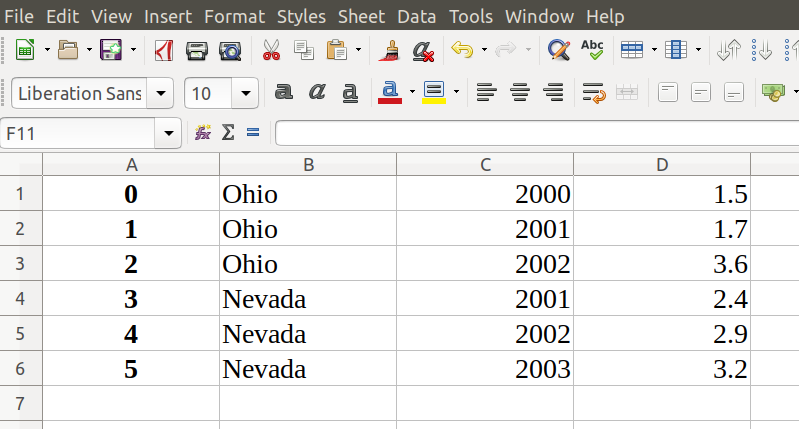 File Edit View Insert Format Styles Sheet Data Tools Window Help
Abc
Liberation Sans 10 a a a a
F11 fx Σ =
A B C D
1 0 Ohio 2000 1.5
2 1 Ohio 2001 1.7
3 2 Ohio 2002 3.6
4 3 Nevada 2001 2.4
5 4 Nevada 2002 2.9
6 5 Nevada 2003 3.2
7